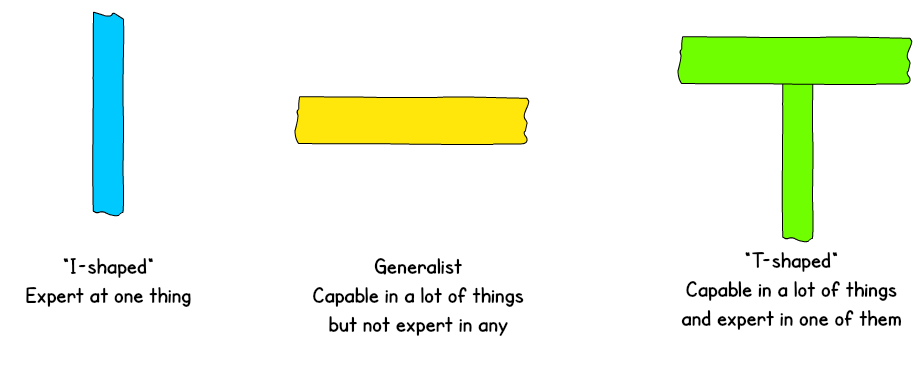 "I-shaped"
Expert at one thing
Generalist
Capable in a lot of things
but not expert in any
"T-shaped"
Capable in a lot of things
and expert in one of them